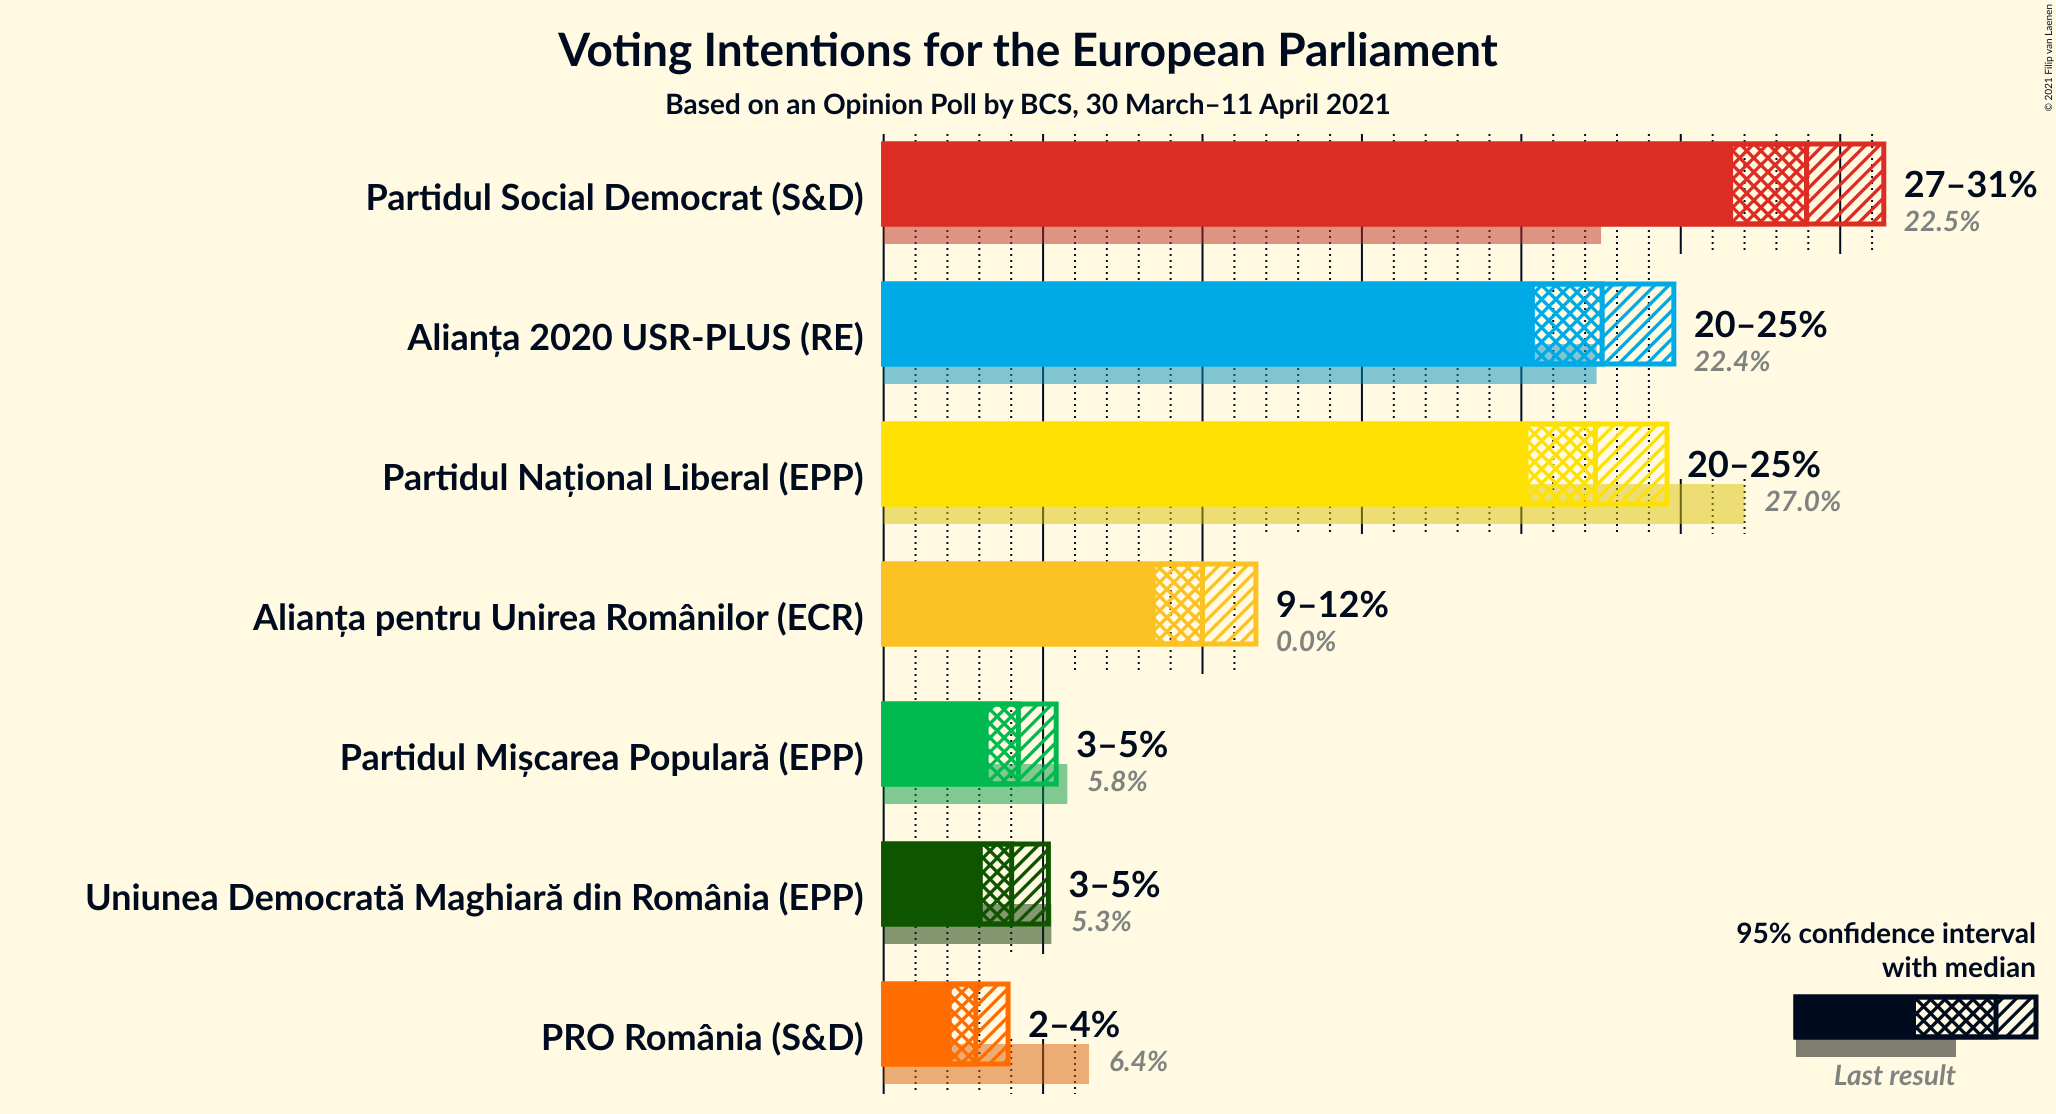 Voting Intentions for the European Parliament
Based on an Opinion Poll by BCS, 30 March–11 April 2021
© 2021 Filip van Laenen
Partidul Social Democrat (S&D)
27–31%
22.5%
Alianța 2020 USR-PLUS (RE)
20–25%
22.4%
Partidul Național Liberal (EPP)
20–25%
27.0%
Alianța pentru Unirea Românilor (ECR)
9–12%
0.0%
Partidul Mișcarea Populară (EPP)
3–5%
5.8%
Uniunea Democrată Maghiară din România (EPP)
3–5%
5.3%
PRO România (S&D)
2–4%
6.4%
95% confidence interval
with median
Last result